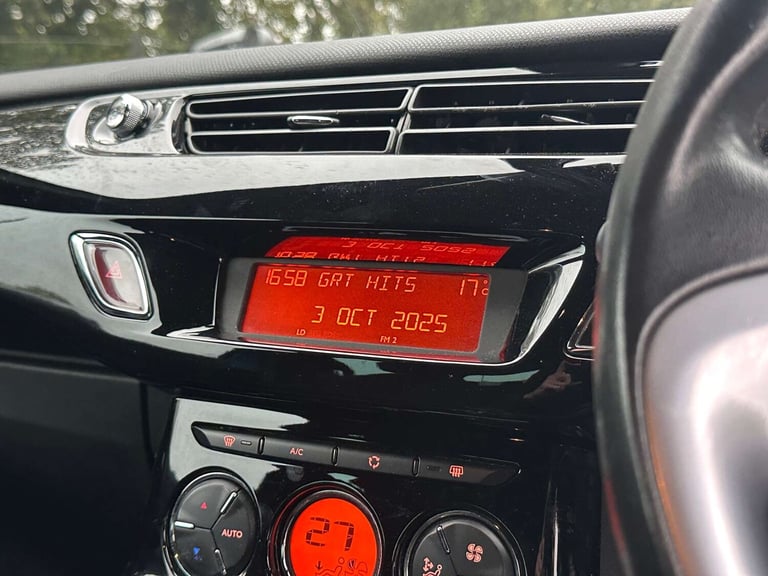 1658 GRT HITS 17°C
3 OCT 2025
LD
FM 2
A/C
AUTO
27